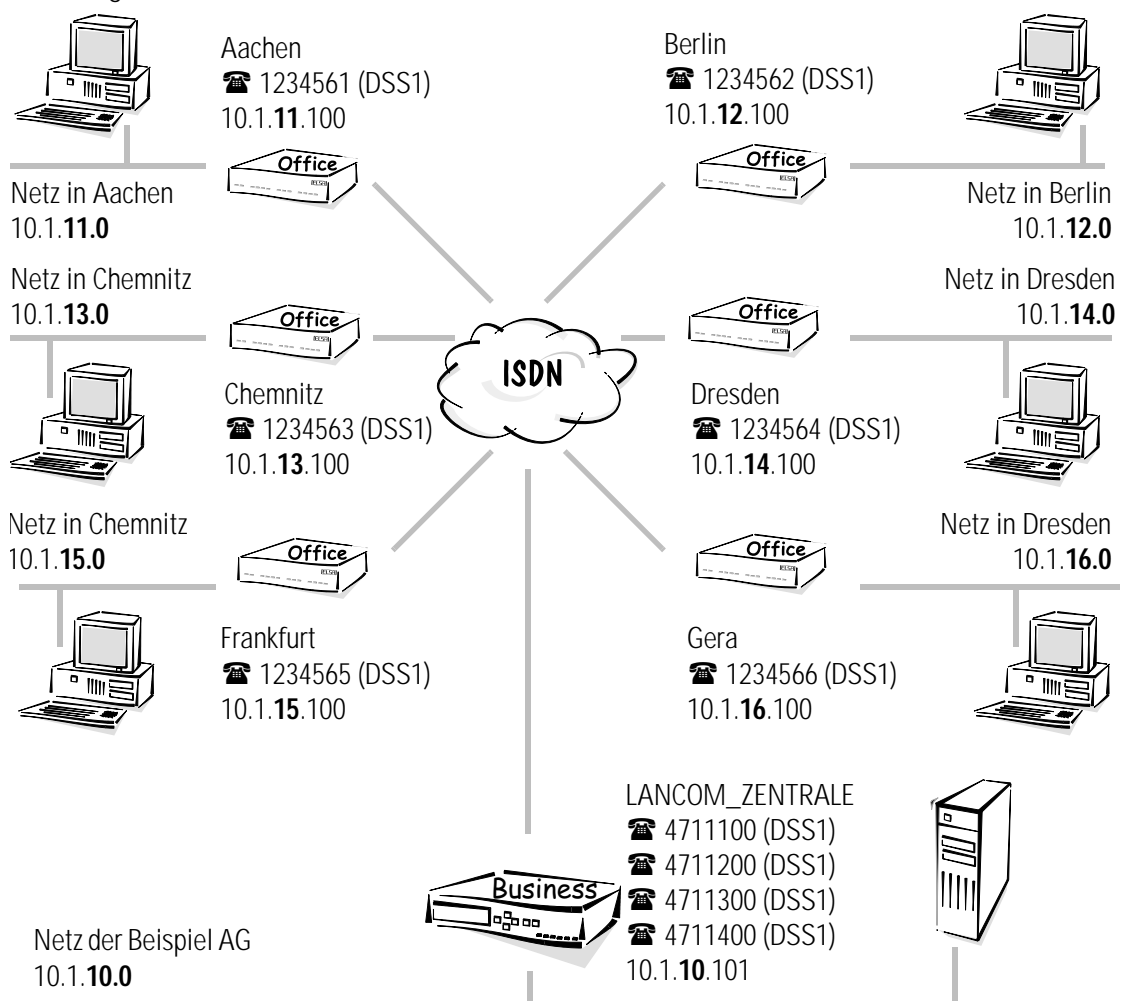 Aachen
☎ 1234561 (DSS1)
10.1.11.100
Office
Netz in Aachen
10.1.11.0
Berlin
☎ 1234562 (DSS1)
10.1.12.100
Office
Netz in Berlin
10.1.12.0
Netz in Chemnitz
10.1.13.0
Office
Chemnitz
☎ 1234563 (DSS1)
10.1.13.100
ISDN
Netz in Dresden
10.1.14.0
Office
Dresden
☎ 1234564 (DSS1)
10.1.14.100
Netz in Chemnitz
10.1.15.0
Office
Frankfurt
☎ 1234565 (DSS1)
10.1.15.100
Netz in Dresden
10.1.16.0
Office
Gera
☎ 1234566 (DSS1)
10.1.16.100
LANCOM_ZENTRALE
☎ 4711100 (DSS1)
☎ 4711200 (DSS1)
☎ 4711300 (DSS1)
☎ 4711400 (DSS1)
10.1.10.101
Business
Netz der Beispiel AG
10.1.10.0